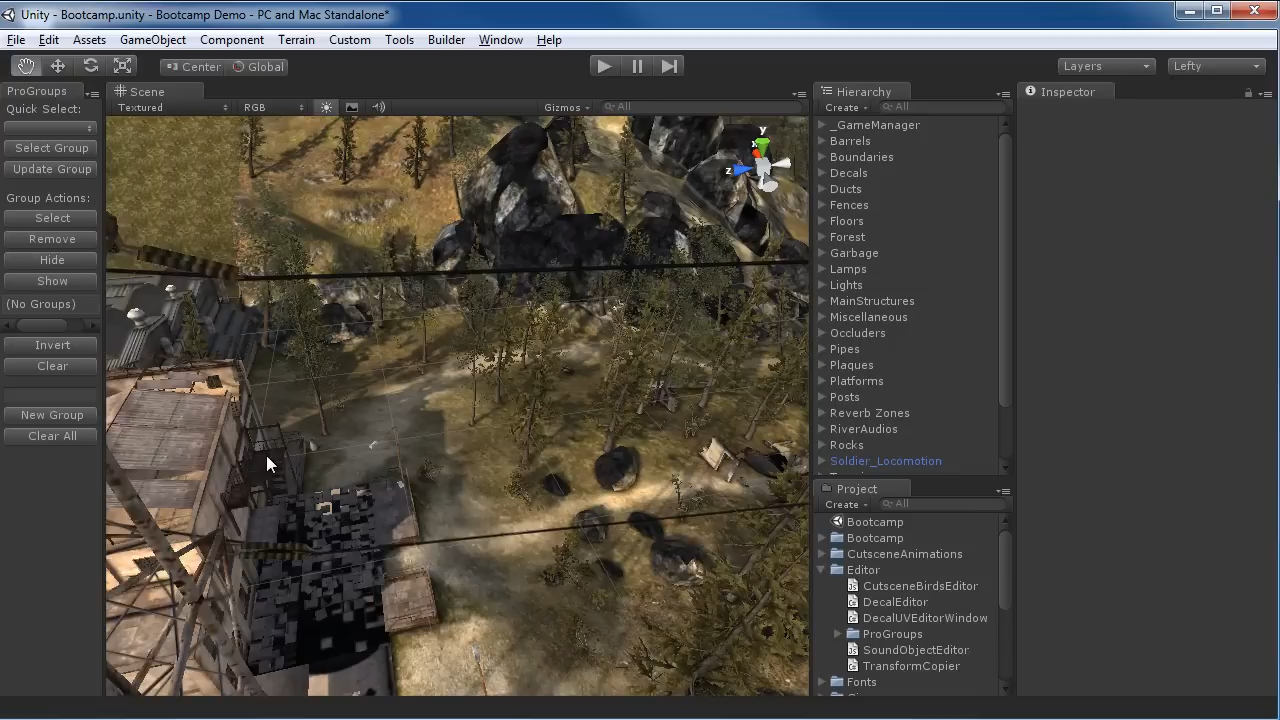 Unity - Bootcamp.unity - Bootcamp Demo - PC and Mac Standalone*
File Edit Assets GameObject Component Terrain Custom Tools Builder Window Help
Center Global Layers Lefty
ProGroups
Quick Select:
Select Group
Update Group
Group Actions:
Select
Remove
Hide
Show
(No Groups)
Invert
Clear
New Group
Clear All
Scene
Textured RGB Gizmos All
y
x
z
Hierarchy
Create All
_GameManager
Barrels
Boundaries
Decals
Ducts
Fences
Floors
Forest
Garbage
Lamps
Lights
MainStructures
Miscellaneous
Occluders
Pipes
Plaques
Platforms
Posts
Reverb Zones
RiverAudios
Rocks
Soldier_Locomotion
Project
Create All
Bootcamp
Bootcamp
CutsceneAnimations
Editor
CutsceneBirdsEditor
DecalEditor
DecalUVEditorWindow
ProGroups
SoundObjectEditor
TransformCopier
Fonts
Inspector